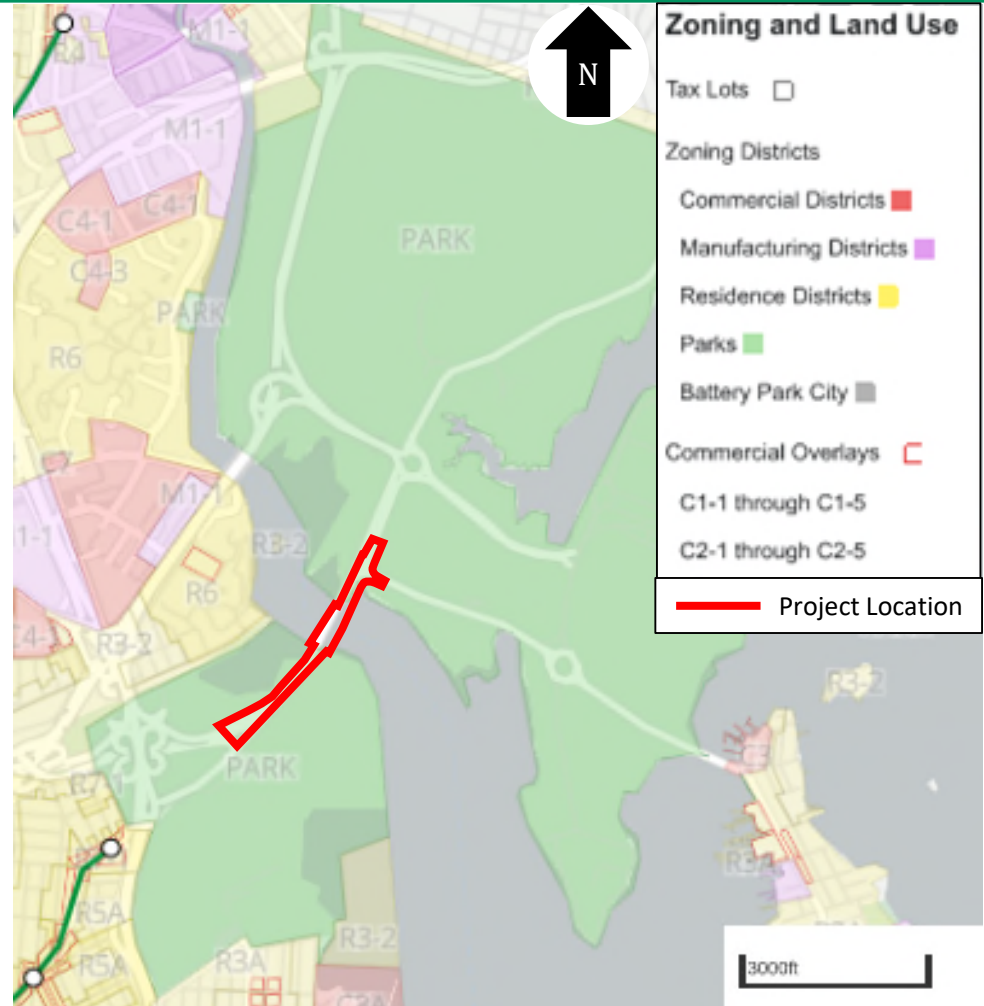 N
Zoning and Land Use
Tax Lots
Zoning Districts
Commercial Districts
Manufacturing Districts
Residence Districts
Parks
Battery Park City
Commercial Overlays
C1-1 through C1-5
C2-1 through C2-5
Project Location
M1-1
M1-1
C4-1
C4-1
C4-3
PARK
PARK
R6
M1-1
R3-2
R6
R3-2
R3-2
PARK
R5A
R5A
R3A
R3-2
C3A
C3
R3A
3000ft